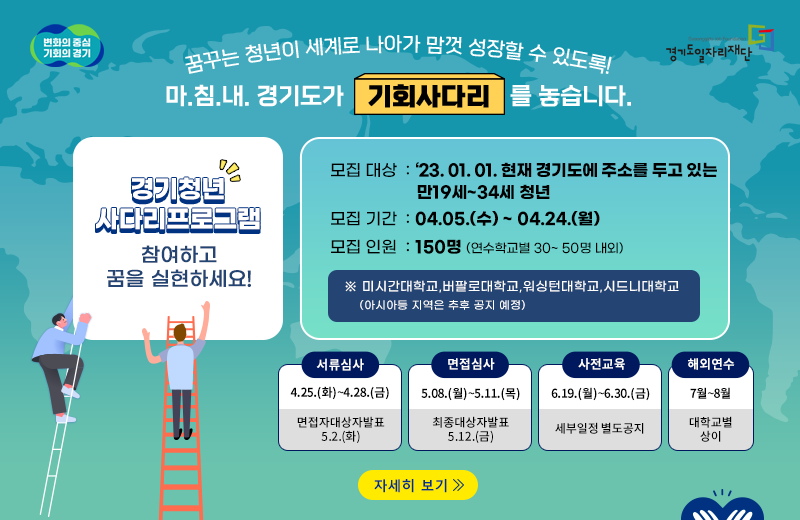 변화의 중심
기회의 경기
꿈꾸는 청년이 세계로 나아가 맘껏 성장할 수 있도록!
경기도일자리재단
마.침.내. 경기도가 기회사다리 를 놓습니다.
경기청년
사다리프로그램
참여하고
꿈을 실현하세요!
모집 대상 : ‘23. 01. 01. 현재 경기도에 주소를 두고 있는
만19세~34세 청년
모집 기간 : 04.05.(수) ~ 04.24.(월)
모집 인원 : 150명 (연수학교별 30~ 50명 내외)
※ 미시간대학교,버팔로대학교,워싱턴대학교,시드니대학교
(아시아등 지역은 추후 공지 예정)
서류심사
4.25.(화)~4.28.(금)
면접자대상자발표
5.2.(화)
면접심사
5.08.(월)~5.11.(목)
최종대상자발표
5.12.(금)
사전교육
6.19.(월)~6.30.(금)
세부일정 별도공지
해외연수
7월~8월
대학교별
상이
자세히 보기 »